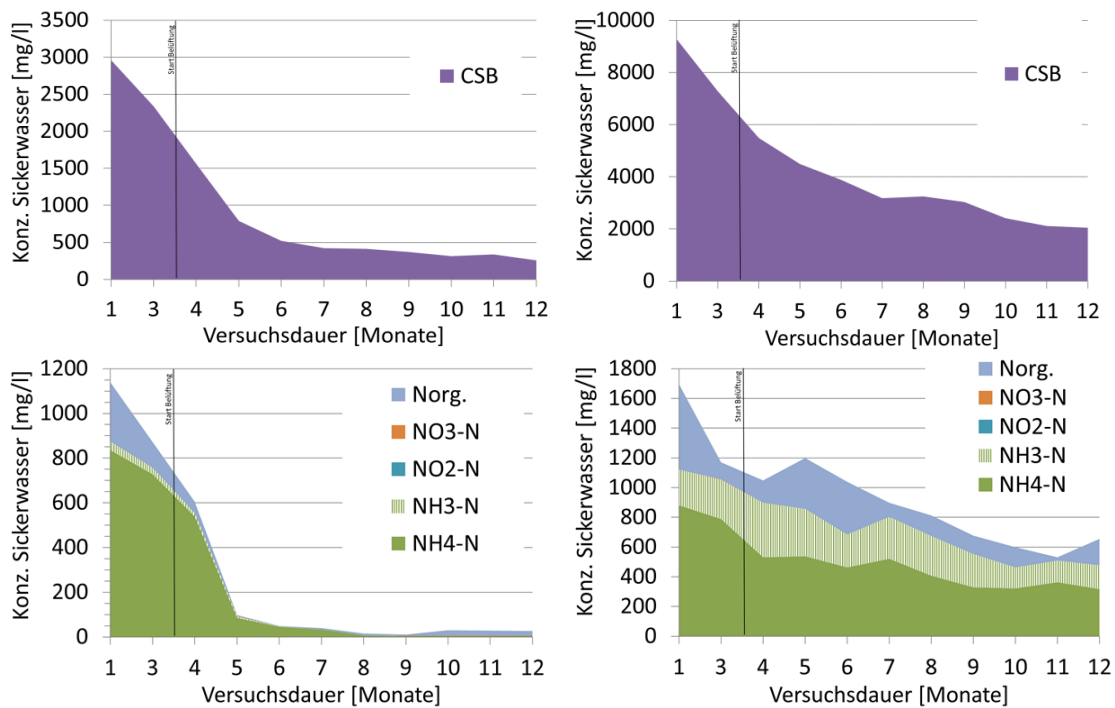 Konz. Sickerwasser [mg/l]
3500
3000
2500
2000
1500
1000
500
0
Start Belüftung
CSB
1 3 4 5 6 7 8 9 10 11 12
Versuchsdauer [Monate]
Konz. Sickerwasser [mg/l]
10000
8000
6000
4000
2000
0
Start Belüftung
CSB
1 3 4 5 6 7 8 9 10 11 12
Versuchsdauer [Monate]
Konz. Sickerwasser [mg/l]
1200
1000
800
600
400
200
0
Start Belüftung
Norg.
NO3-N
NO2-N
NH3-N
NH4-N
1 3 4 5 6 7 8 9 10 11 12
Versuchsdauer [Monate]
Konz. Sickerwasser [mg/l]
1800
1600
1400
1200
1000
800
600
400
200
0
Start Belüftung
Norg.
NO3-N
NO2-N
NH3-N
NH4-N
1 3 4 5 6 7 8 9 10 11 12
Versuchsdauer [Monate]